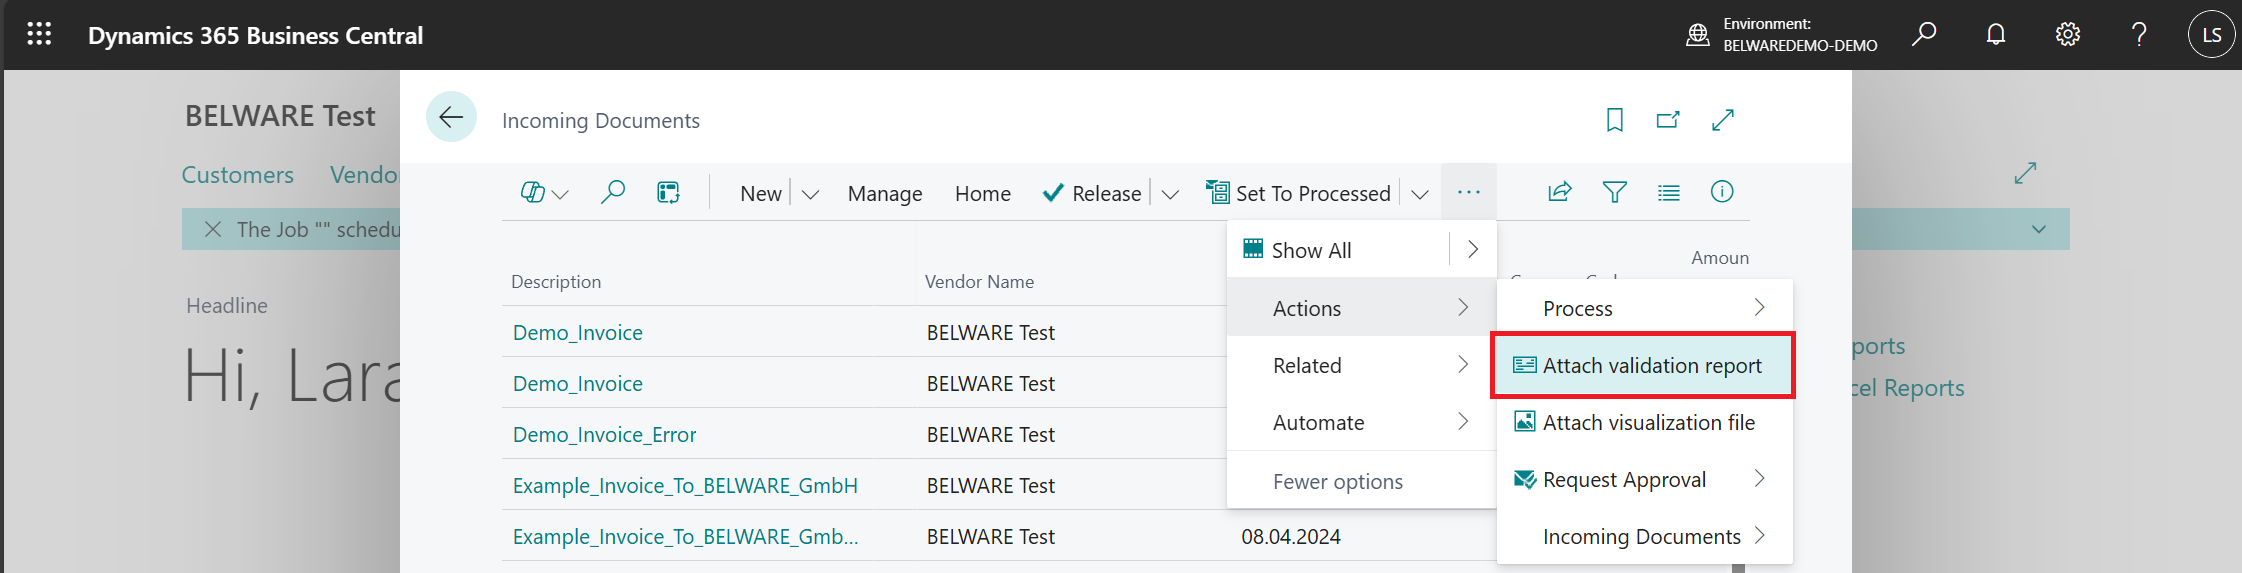 Dynamics 365 Business Central
Environment:
BELWAREDEMO-DEMO
LS
BELWARE Test
Incoming Documents
Customers
Vendo
New
Manage
Home
Release
Set To Processed
The Job "" schedu
Show All
Description
Vendor Name
Amoun
Headline
Actions
Process
Hi, Lara
Demo_Invoice
BELWARE Test
Related
Attach validation report
ports
Demo_Invoice
BELWARE Test
cel Reports
Automate
Attach visualization file
Demo_Invoice_Error
BELWARE Test
Fewer options
Request Approval
Example_Invoice_To_BELWARE_GmbH
BELWARE Test
Example_Invoice_To_BELWARE_Gmb...
BELWARE Test
08.04.2024
Incoming Documents